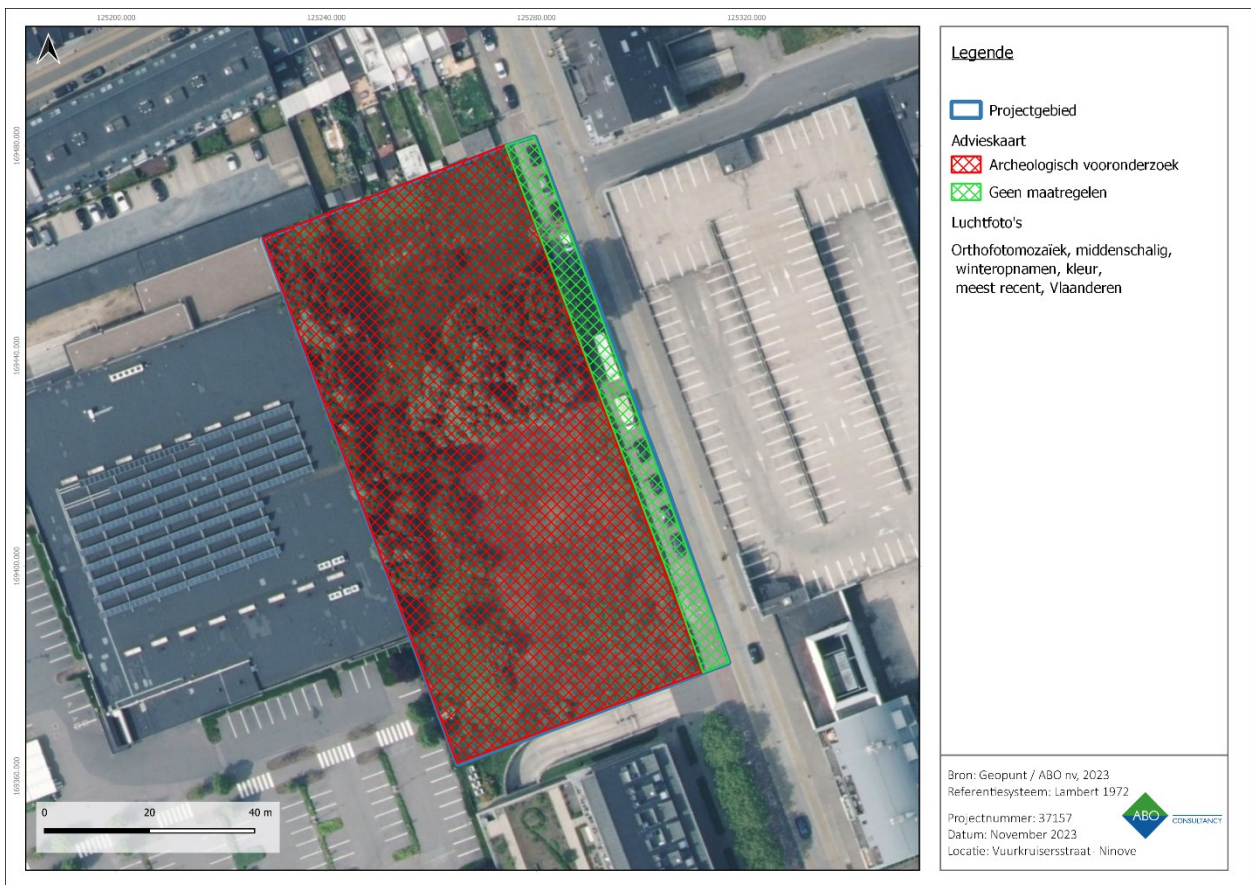 125200.000
125240.000
125280.000
125320.000
169480.000
169440.000
169400.000
169360.000
0
20
40 m
Legende
Projectgebied
Advieskaart
Archeologisch vooronderzoek
Geen maatregelen
Luchtfoto's
Orthofotomozaïek, middenschalig,
winteropnamen, kleur,
meest recent, Vlaanderen
Bron: Geopunt / ABO nv, 2023
Referentiesysteem: Lambert 1972
Projectnummer: 37157
Datum: November 2023
Locatie: Vuurkruisersstraat- Ninove
ABO
CONSULTANCY